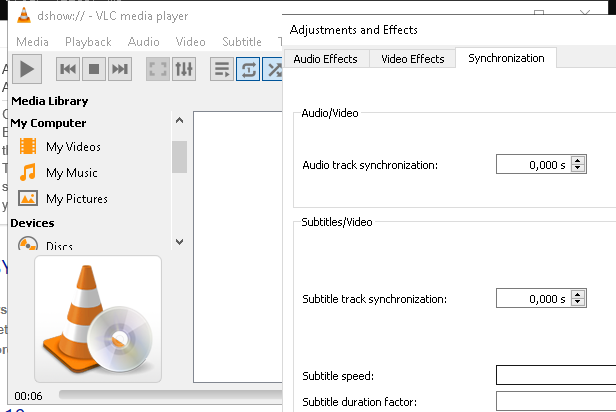 dshow:// - VLC media player
Media Playback Audio Video Subtitle
Media Library
My Computer
My Videos
My Music
My Pictures
Devices
Discs
00:06
Adjustments and Effects
Audio Effects Video Effects Synchronization
Audio/Video
Audio track synchronization: 0,000 s
Subtitles/Video
Subtitle track synchronization: 0,000 s
Subtitle speed:
Subtitle duration factor: